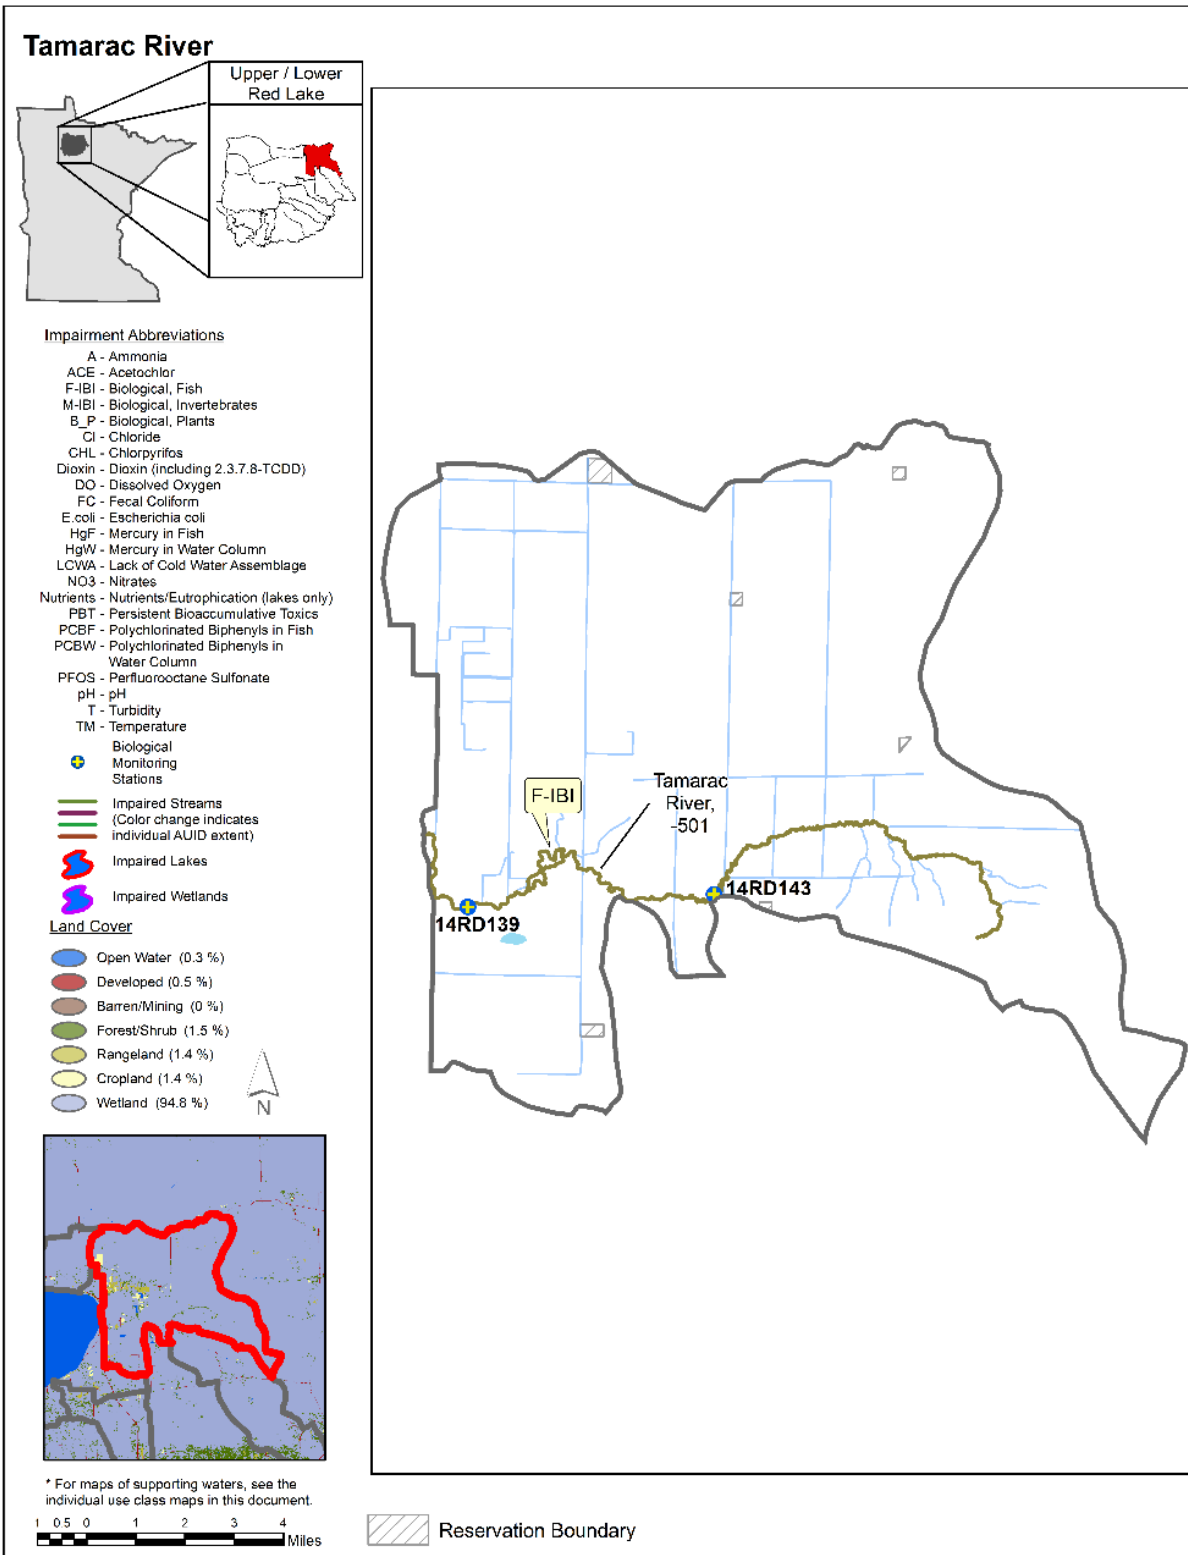 Tamarac River
Upper / Lower
Red Lake
Impairment Abbreviations
A - Ammonia
ACE - Acetochlor
F-IBI - Biological, Fish
M-IBI - Biological, Invertebrates
B_P - Biological, Plants
Cl - Chloride
CHL - Chlorpyrifos
Dioxin - Dioxin (including 2.3.7.8-TCDD)
DO - Dissolved Oxygen
FC - Fecal Coliform
E.coli - Escherichia coli
HgF - Mercury in Fish
HgW - Mercury in Water Column
LCWA - Lack of Cold Water Assemblage
NO3 - Nitrates
Nutrients - Nutrients/Eutrophication (lakes only)
PBT - Persistent Bioaccumulative Toxics
PCBF - Polychlorinated Biphenyls in Fish
PCBW - Polychlorinated Biphenyls in
Water Column
PFOS - Perfluorooctane Sulfonate
pH - pH
T - Turbidity
TM - Temperature
Biological
Monitoring
Stations
Impaired Streams
(Color change indicates
individual AUID extent)
Impaired Lakes
Impaired Wetlands
Land Cover
Open Water (0.3 %)
Developed (0.5 %)
Barren/Mining (0 %)
Forest/Shrub (1.5 %)
Rangeland (1.4 %)
Cropland (1.4 %)
Wetland (94.8 %)
N
F-IBI
Tamarac
River,
-501
14RD143
14RD139
* For maps of supporting waters, see the
individual use class maps in this document.
1 0.5 0 1 2 3 4
Miles
Reservation Boundary